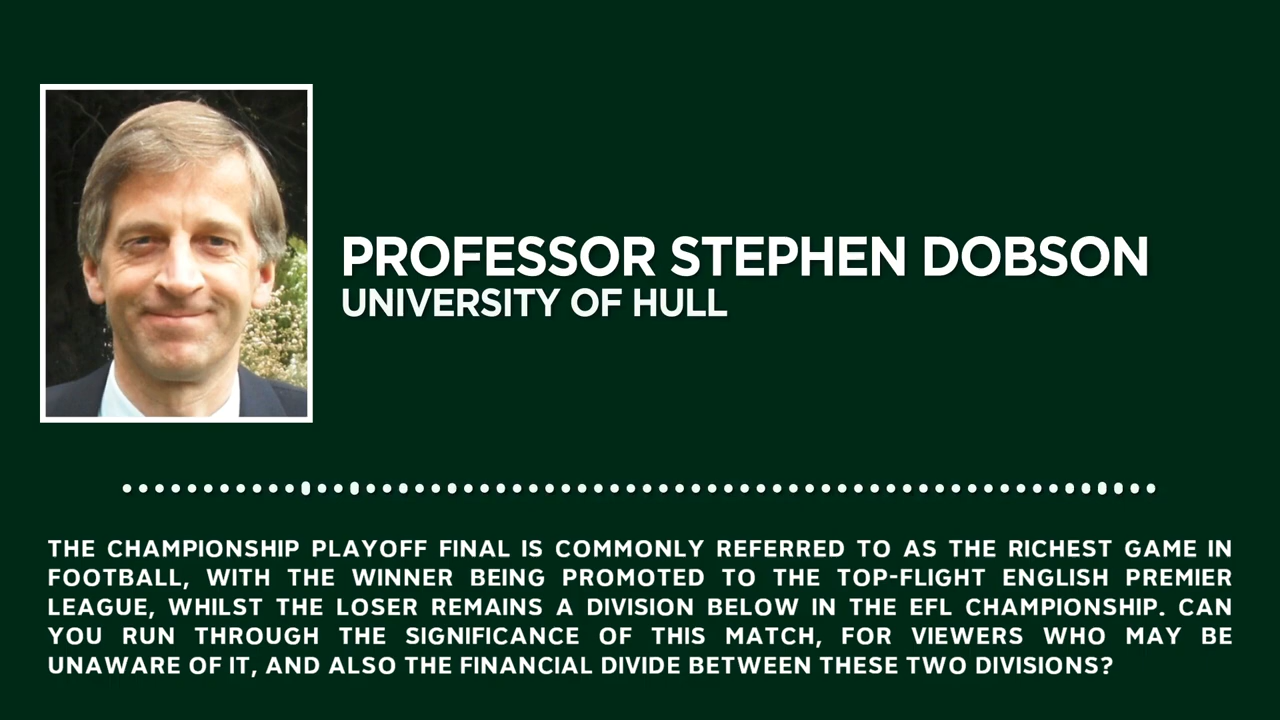 PROFESSOR STEPHEN DOBSON
UNIVERSITY OF HULL
THE CHAMPIONSHIP PLAYOFF FINAL IS COMMONLY REFERRED TO AS THE RICHEST GAME IN
FOOTBALL, WITH THE WINNER BEING PROMOTED TO THE TOP-FLIGHT ENGLISH PREMIER
LEAGUE, WHILST THE LOSER REMAINS A DIVISION BELOW IN THE EFL CHAMPIONSHIP. CAN
YOU RUN THROUGH THE SIGNIFICANCE OF THIS MATCH, FOR VIEWERS WHO MAY BE
UNAWARE OF IT, AND ALSO THE FINANCIAL DIVIDE BETWEEN THESE TWO DIVISIONS?